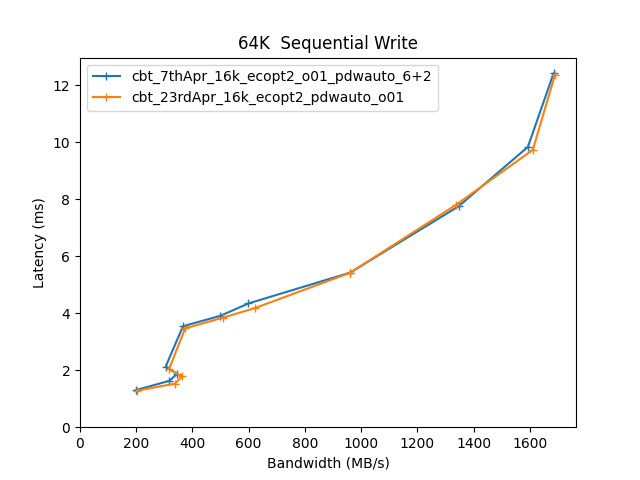 64K  Sequential Write
cbt_7thApr_16k_ecopt2_o01_pdwauto_6+2
cbt_23rdApr_16k_ecopt2_pdwauto_o01
12
10
8
6
4
2
0
Latency (ms)
0 200 400 600 800 1000 1200 1400 1600
Bandwidth (MB/s)